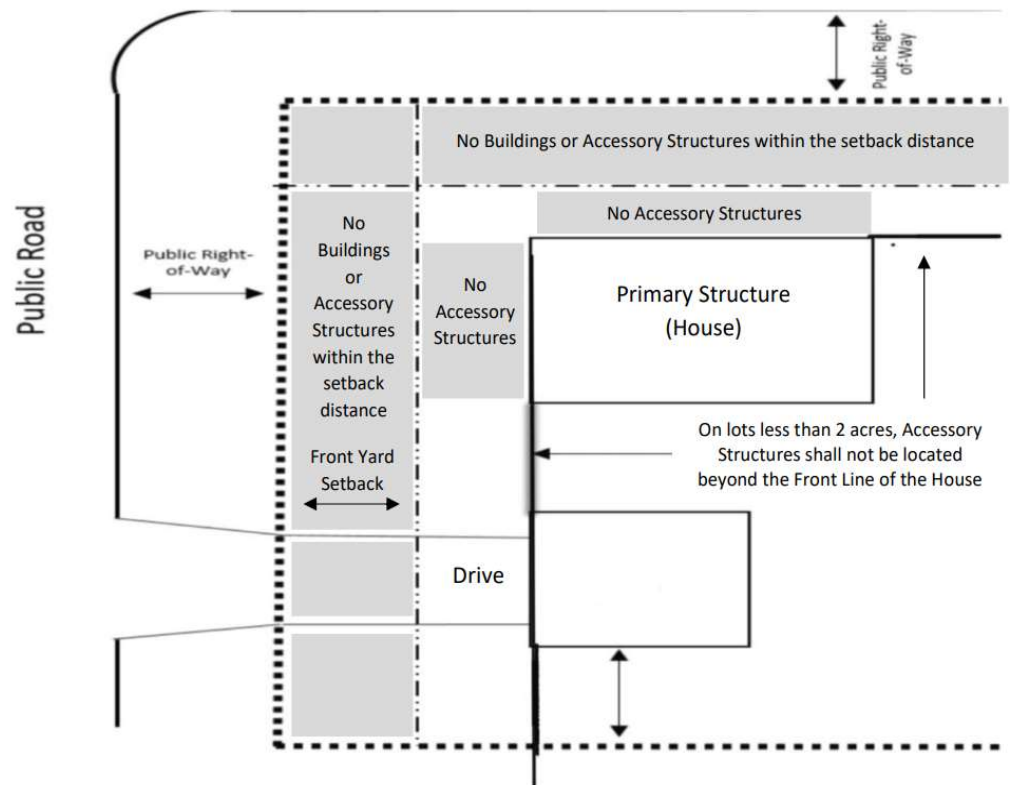 Public Right-
of-Way
No Buildings or Accessory Structures within the setback distance
No Accessory Structures
Public Road
Public Right-
of-Way
No
Buildings
or
Accessory
Structures
within the
setback
distance
Front Yard
Setback
No
Accessory
Structures
Primary Structure
(House)
On lots less than 2 acres, Accessory
Structures shall not be located
beyond the Front Line of the House
Drive